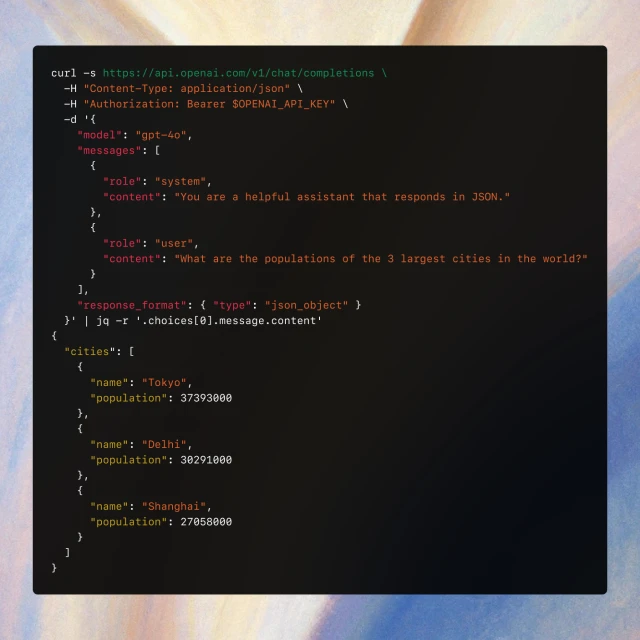 curl -s https://api.openai.com/v1/chat/completions \
  -H "Content-Type: application/json" \
  -H "Authorization: Bearer $OPENAI_API_KEY" \
  -d '{
    "model": "gpt-4o",
    "messages": [
      {
        "role": "system",
        "content": "You are a helpful assistant that responds in JSON."
      },
      {
        "role": "user",
        "content": "What are the populations of the 3 largest cities in the world?"
      }
    ],
    "response_format": { "type": "json_object" }
  }' | jq -r '.choices[0].message.content'
{
  "cities": [
    {
      "name": "Tokyo",
      "population": 37393000
    },
    {
      "name": "Delhi",
      "population": 30291000
    },
    {
      "name": "Shanghai",
      "population": 27058000
    }
  ]
}